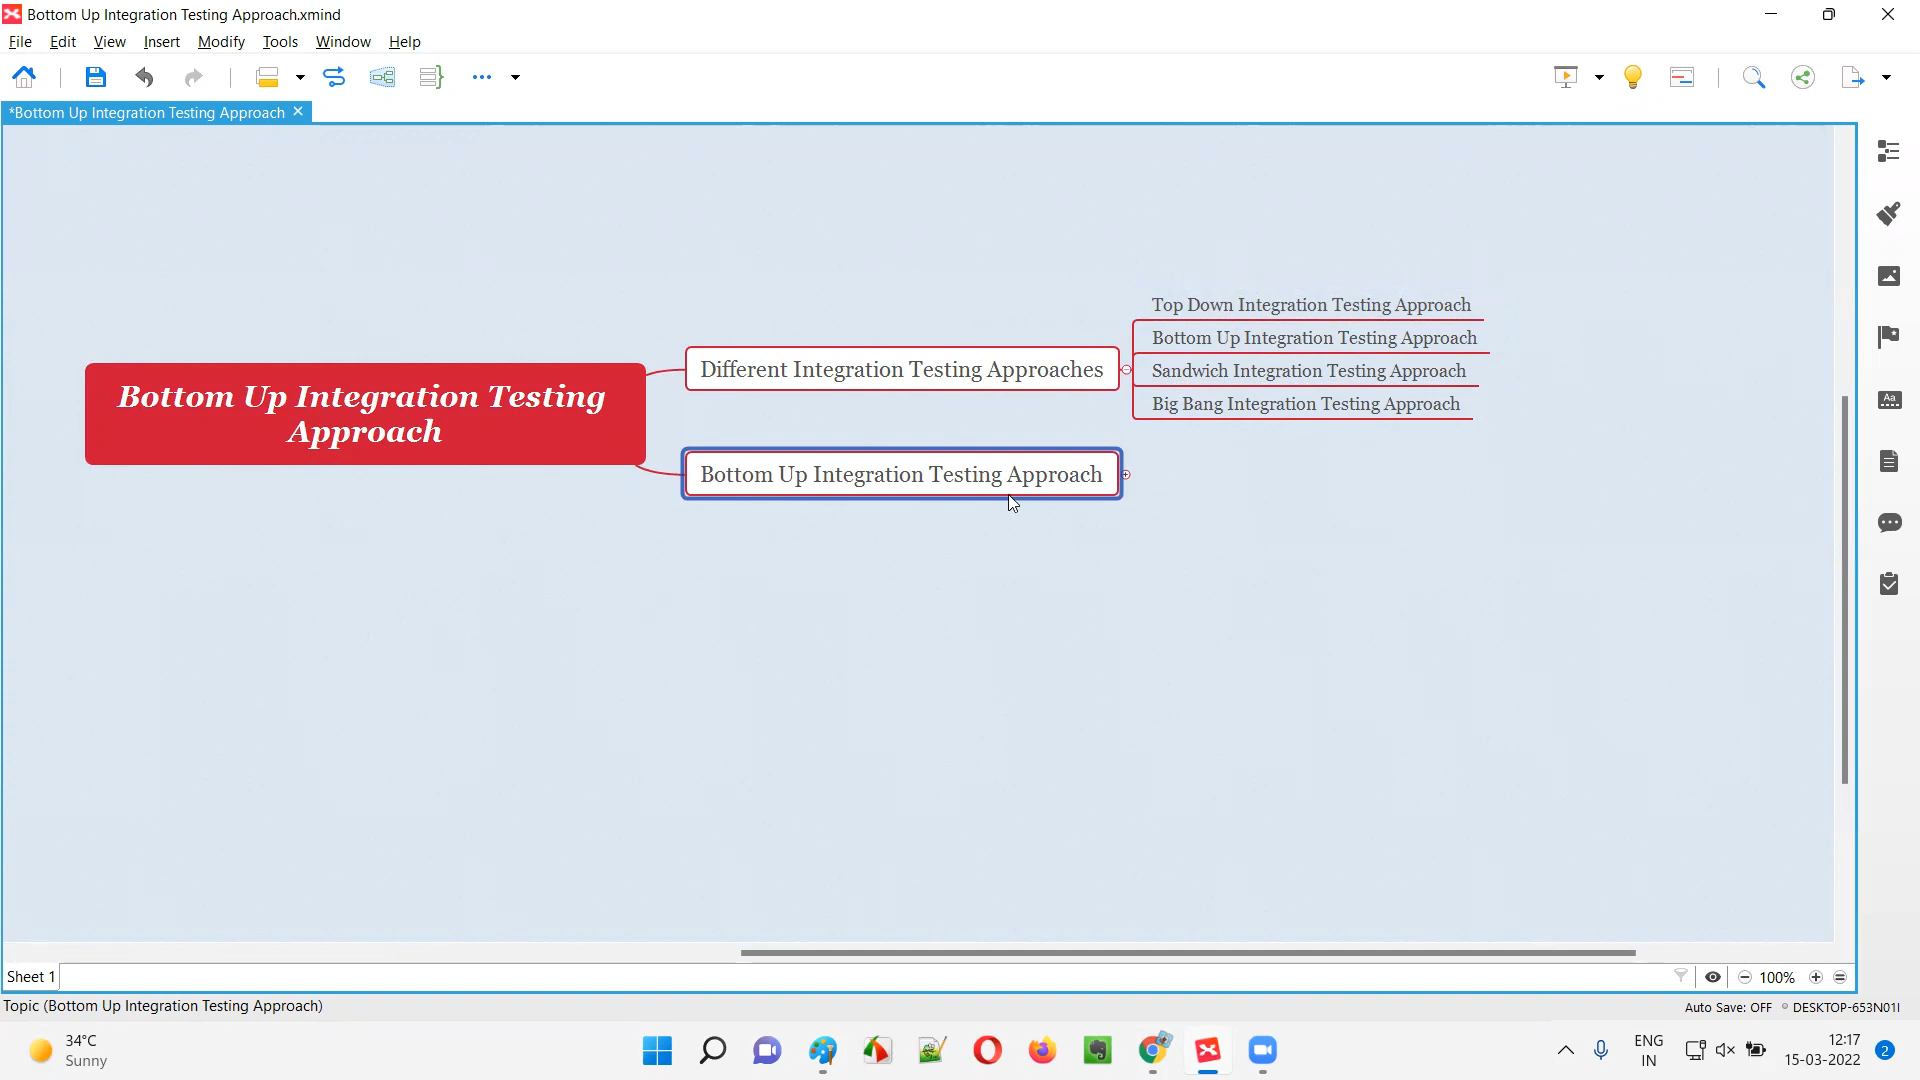 Bottom Up Integration Testing Approach.xmind
File Edit View Insert Modify Tools Window Help
*Bottom Up Integration Testing Approach
Top Down Integration Testing Approach
Bottom Up Integration Testing Approach
Different Integration Testing Approaches
Sandwich Integration Testing Approach
Big Bang Integration Testing Approach
Bottom Up Integration Testing
Approach
Bottom Up Integration Testing Approach
Aa
Sheet 1
100%
Topic (Bottom Up Integration Testing Approach)
Auto Save: OFF DESKTOP-653N01I
34°C
Sunny
ENG
IN
12:17
15-03-2022
2